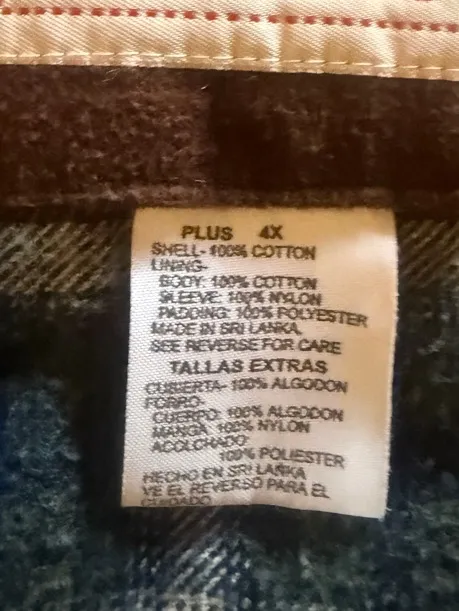 PLUS 4X
SHELL- 100% COTTON
LINING-
BODY: 100% COTTON
SLEEVE: 100% NYLON
PADDING: 100% POLYESTER
MADE IN SRI LANKA.
SEE REVERSE FOR CARE
TALLAS EXTRAS
CUBIERTA- 100% ALGODON
FORRO-
CUERPO: 100% ALGODON
MANGA: 100% NYLON
ACOLCHADO:
100% POLIESTER
HECHO EN SRI LANKA
VE EL REVERSO PARA EL
CUIDADO